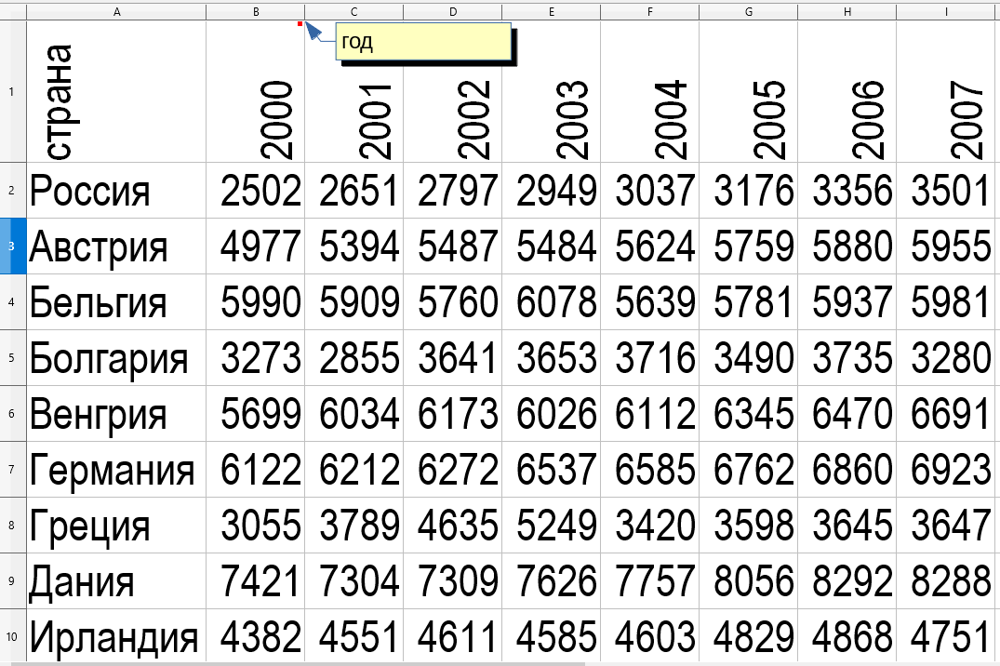 A B C D E F G H I
год
1 страна 2000 2001 2002 2003 2004 2005 2006 2007
2 Россия 2502 2651 2797 2949 3037 3176 3356 3501
3 Австрия 4977 5394 5487 5484 5624 5759 5880 5955
4 Бельгия 5990 5909 5760 6078 5639 5781 5937 5981
5 Болгария 3273 2855 3641 3653 3716 3490 3735 3280
6 Венгрия 5699 6034 6173 6026 6112 6345 6470 6691
7 Германия 6122 6212 6272 6537 6585 6762 6860 6923
8 Греция 3055 3789 4635 5249 3420 3598 3645 3647
9 Дания 7421 7304 7309 7626 7757 8056 8292 8288
10 Ирландия 4382 4551 4611 4585 4603 4829 4868 4751